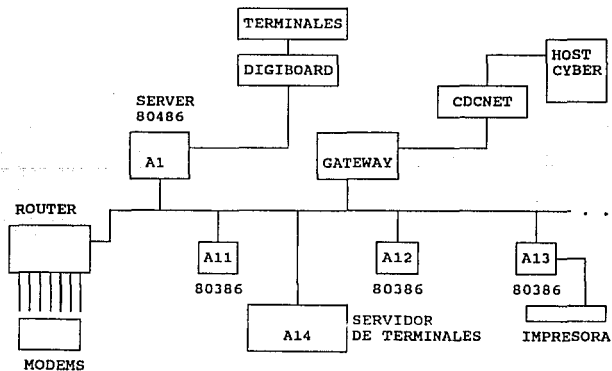 TERMINALES
DIGIBOARD
HOST
CYBER
CDCNET
SERVER
80486
A1
GATEWAY
ROUTER
A11
A12
A13
80386
80386
80386
A14
SERVIDOR
DE TERMINALES
IMPRESORA
MODEMS